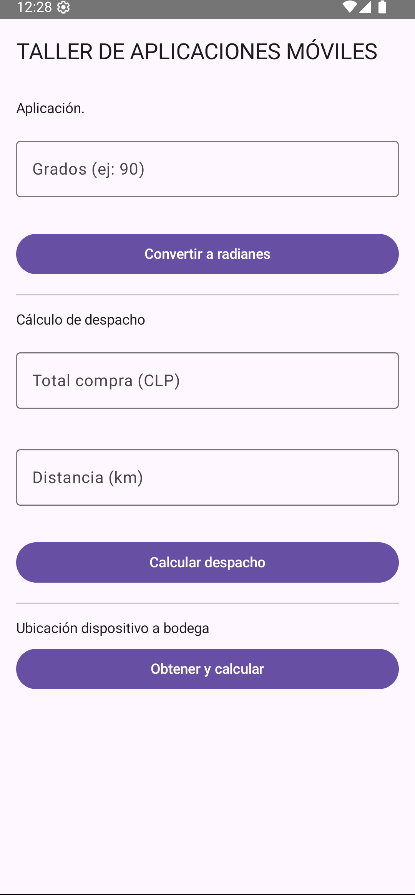 12:28
TALLER DE APLICACIONES MÓVILES
Aplicación.
Grados (ej: 90)
Convertir a radianes
Cálculo de despacho
Total compra (CLP)
Distancia (km)
Calcular despacho
Ubicación dispositivo a bodega
Obtener y calcular